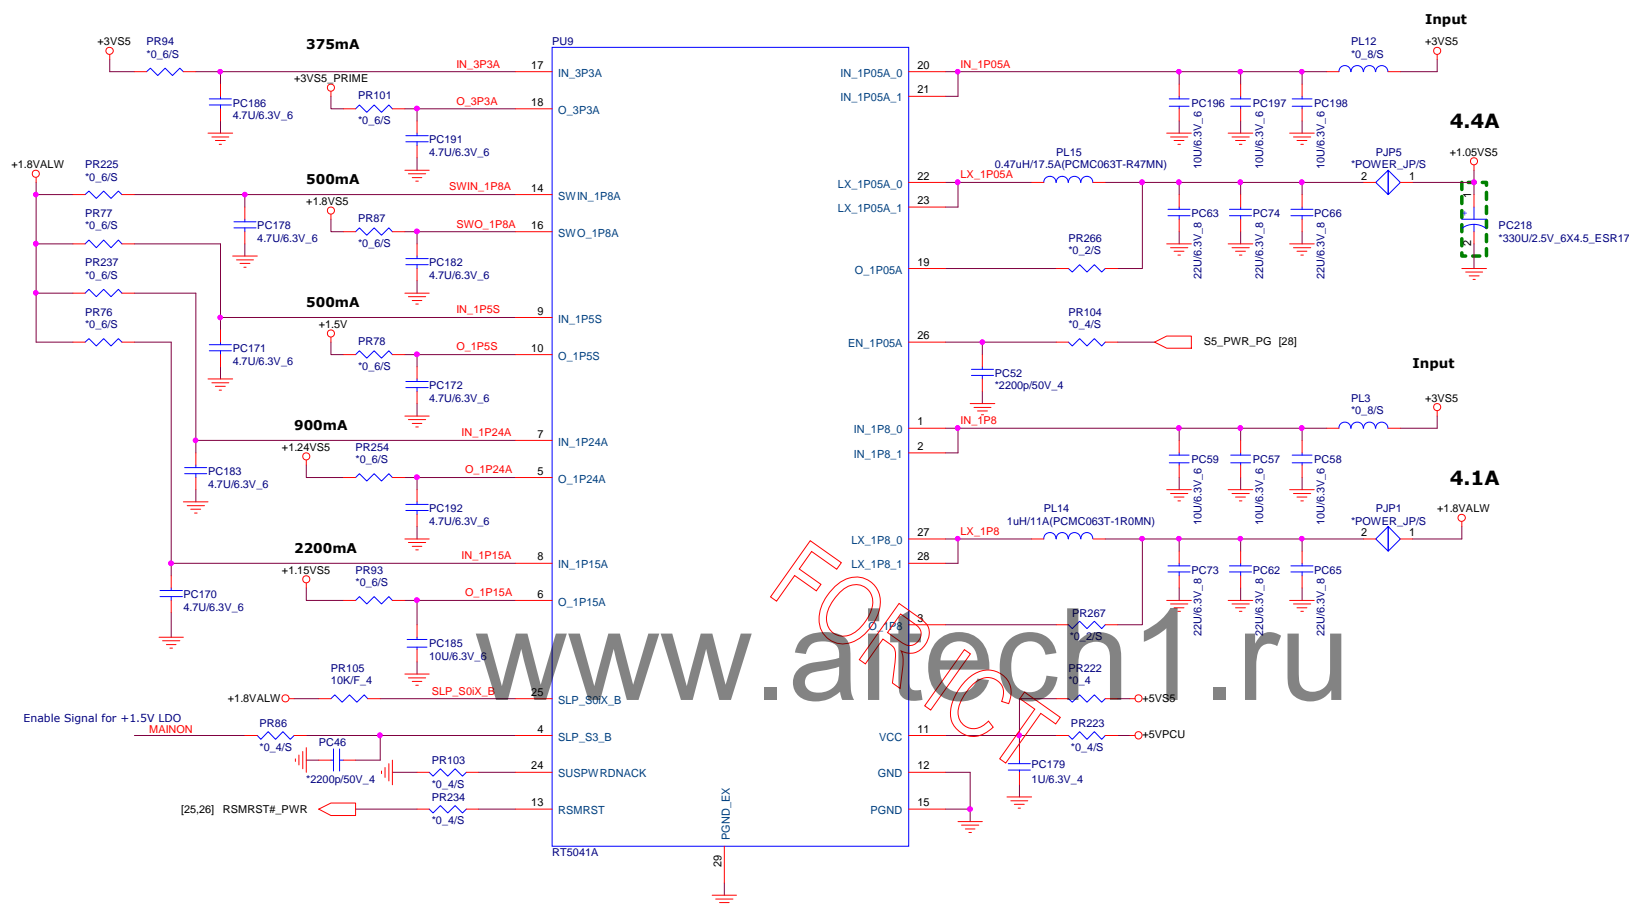 Input
+3VS5
PR94
*0_6/S
375mA
PU9
PL12
*0_8/S
+3VS5
IN_3P3A
17
IN_3P3A
IN_1P05A_0
20
IN_1P05A
+3VS5_PRIME
PR101
*0_6/S
O_3P3A
18
O_3P3A
IN_1P05A_1
21
PC186
4.7U/6.3V_6
PC196
10U/6.3V_6
PC197
10U/6.3V_6
PC198
10U/6.3V_6
4.4A
PC191
4.7U/6.3V_6
+1.8VALW
PR225
*0_6/S
500mA
SWIN_1P8A
14
SWIN_1P8A
LX_1P05A_0
22
LX_1P05A
PL15
0.47uH/17.5A(PCMC063T-R47MN)
PJP5
*POWER_JP/S
2
1
+1.05VS5
+1.8VS5
PR77
*0_6/S
PC178
4.7U/6.3V_6
PR87
*0_6/S
SWO_1P8A
16
SWO_1P8A
LX_1P05A_1
23
PC63
22U/6.3V_8
PC74
22U/6.3V_8
PC66
22U/6.3V_8
1
+
2
PC218
*330U/2.5V_6X4.5_ESR17
PR237
*0_6/S
PC182
4.7U/6.3V_6
O_1P05A
19
PR266
*0_2/S
500mA
PR76
*0_6/S
+1.5V
IN_1P5S
9
IN_1P5S
PR78
*0_6/S
O_1P5S
10
O_1P5S
EN_1P05A
26
PR104
*0_4/S
S5_PWR_PG [28]
PC171
4.7U/6.3V_6
PC52
*2200p/50V_4
PC172
4.7U/6.3V_6
Input
PL3
*0_8/S
+3VS5
900mA
IN_1P24A
7
IN_1P24A
IN_1P8_0
1
IN_1P8
+1.24VS5
PR254
*0_6/S
O_1P24A
5
O_1P24A
IN_1P8_1
2
PC183
4.7U/6.3V_6
PC59
10U/6.3V_6
PC57
10U/6.3V_6
PC58
10U/6.3V_6
4.1A
PC192
4.7U/6.3V_6
2200mA
IN_1P15A
8
IN_1P15A
LX_1P8_0
27
LX_1P8
PL14
1uH/11A(PCMC063T-1R0MN)
PJP1
*POWER_JP/S
2
1
+1.8VALW
+1.15VS5
PR93
*0_6/S
O_1P15A
6
O_1P15A
LX_1P8_1
28
PC170
4.7U/6.3V_6
PC73
22U/6.3V_8
PC62
22U/6.3V_8
PC65
22U/6.3V_8
PC185
10U/6.3V_6
O_1P8
3
PR267
*0_2/S
FOR ICT
www.aitech1.ru
+1.8VALW
PR105
10K/F_4
SLP_S0iX_B
25
SLP_S0iX_B
PR222
*0_4
+5VS5
Enable Signal for +1.5V LDO
MAINON
PR86
*0_4/S
4
SLP_S3_B
VCC
11
PR223
*0_4/S
+5VPCU
PC46
*2200p/50V_4
PR103
*0_4/S
24
SUSPWRDNACK
GND
12
PC179
1U/6.3V_4
[25,26] RSMRST#_PWR
PR234
*0_4/S
13
RSMRST
PGND
15
PGND_EX
29
RT5041A